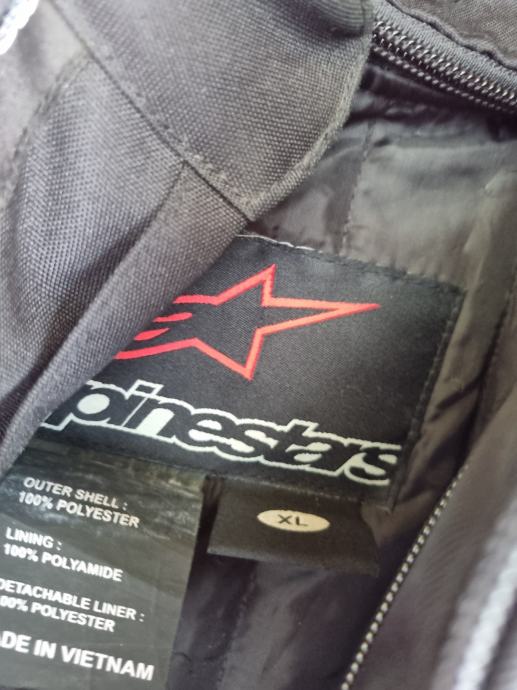 pinestars
XL
OUTER SHELL :
100% POLYESTER
LINING :
100% POLYAMIDE
DETACHABLE LINER :
00% POLYESTER
ADE IN VIETNAM